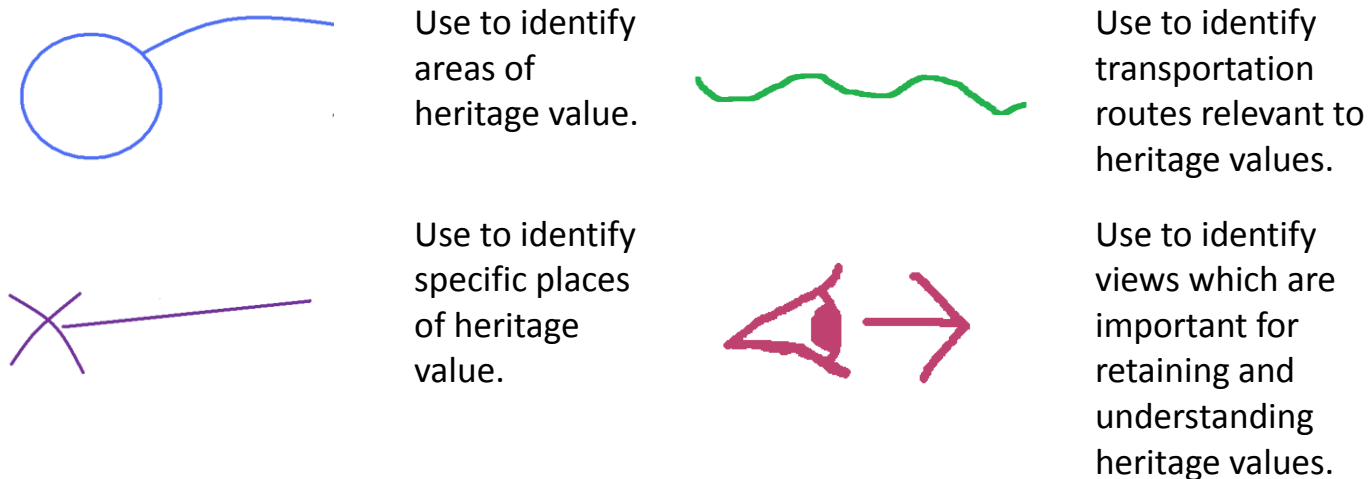 Use to identify
areas of
heritage value.
Use to identify
transportation
routes relevant to
heritage values.
Use to identify
specific places
of heritage
value.
Use to identify
views which are
important for
retaining and
understanding
heritage values.